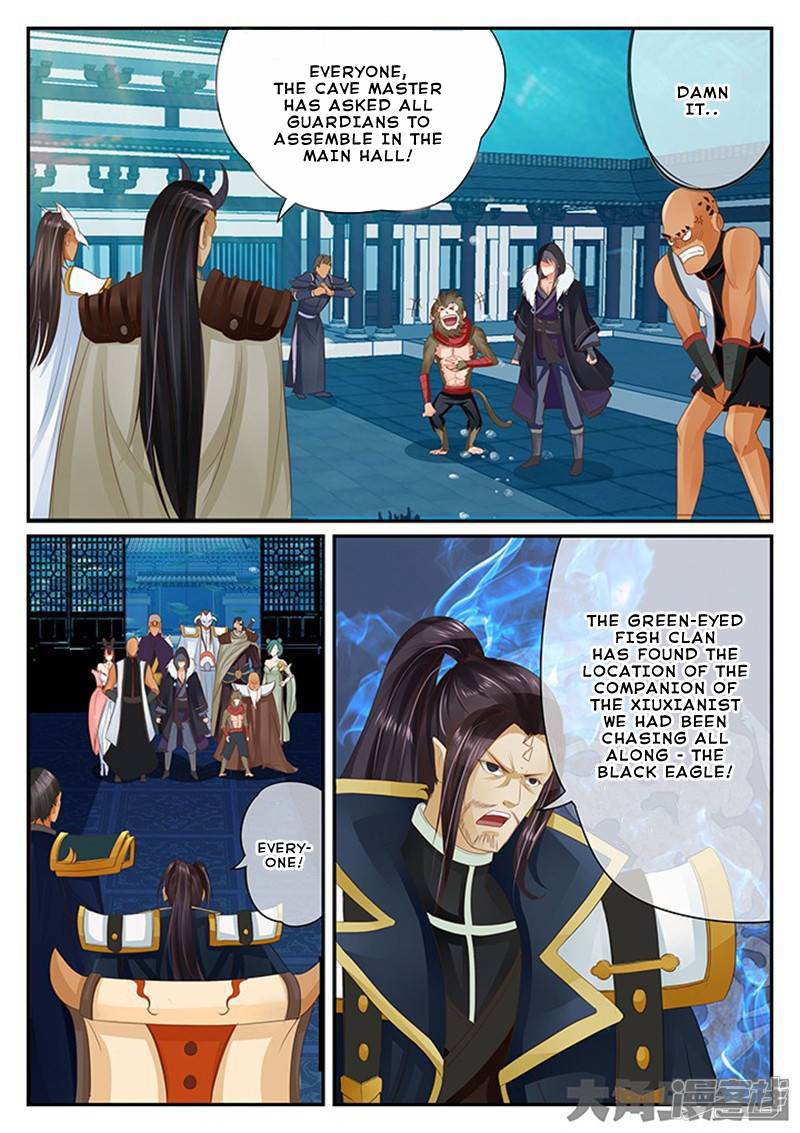 EVERYONE,
THE CAVE MASTER
HAS ASKED ALL
GUARDIANS TO
ASSEMBLE IN THE
MAIN HALL!
DAMN
IT..
EVERY-
ONE!
THE GREEN-EYED
FISH CLAN
HAS FOUND THE
LOCATION OF THE
COMPANION OF
THE XIUXIANIST
WE HAD BEEN
CHASING ALL
ALONG - THE
BLACK EAGLE!